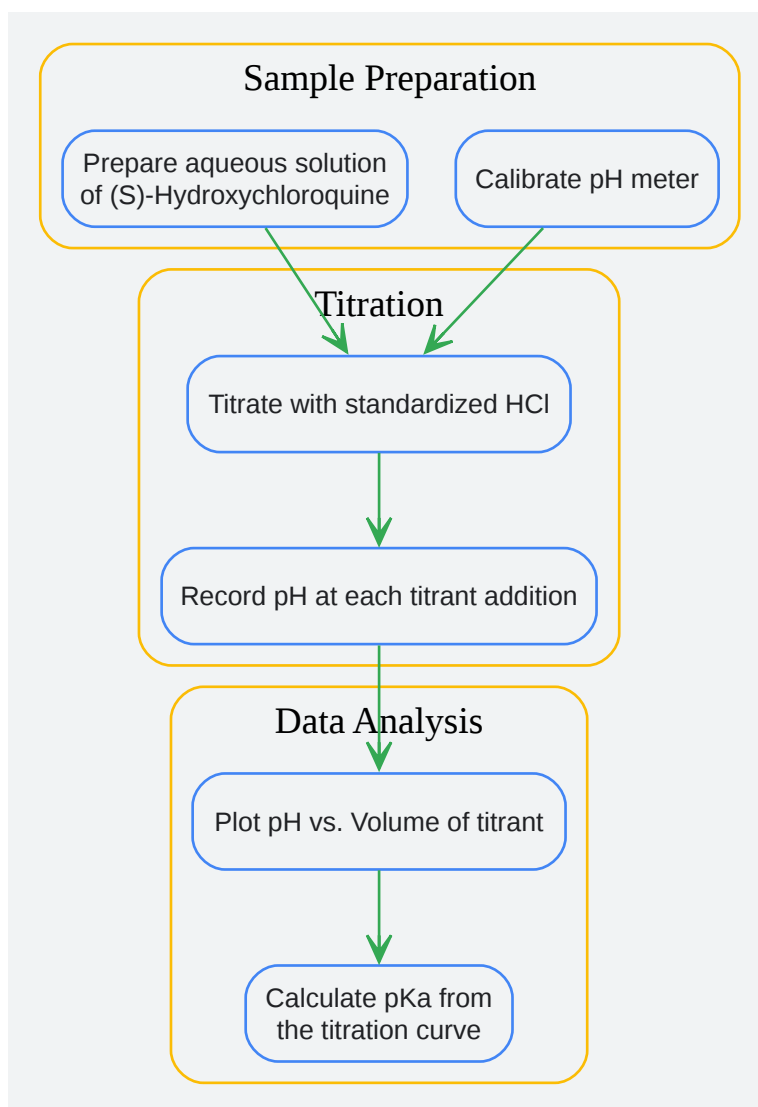 Sample Preparation
Prepare aqueous solution
of (S)-Hydroxychloroquine
Calibrate pH meter
Titration
Titrate with standardized HCl
Record pH at each titrant addition
Data Analysis
Plot pH vs. Volume of titrant
Calculate pKa from
the titration curve